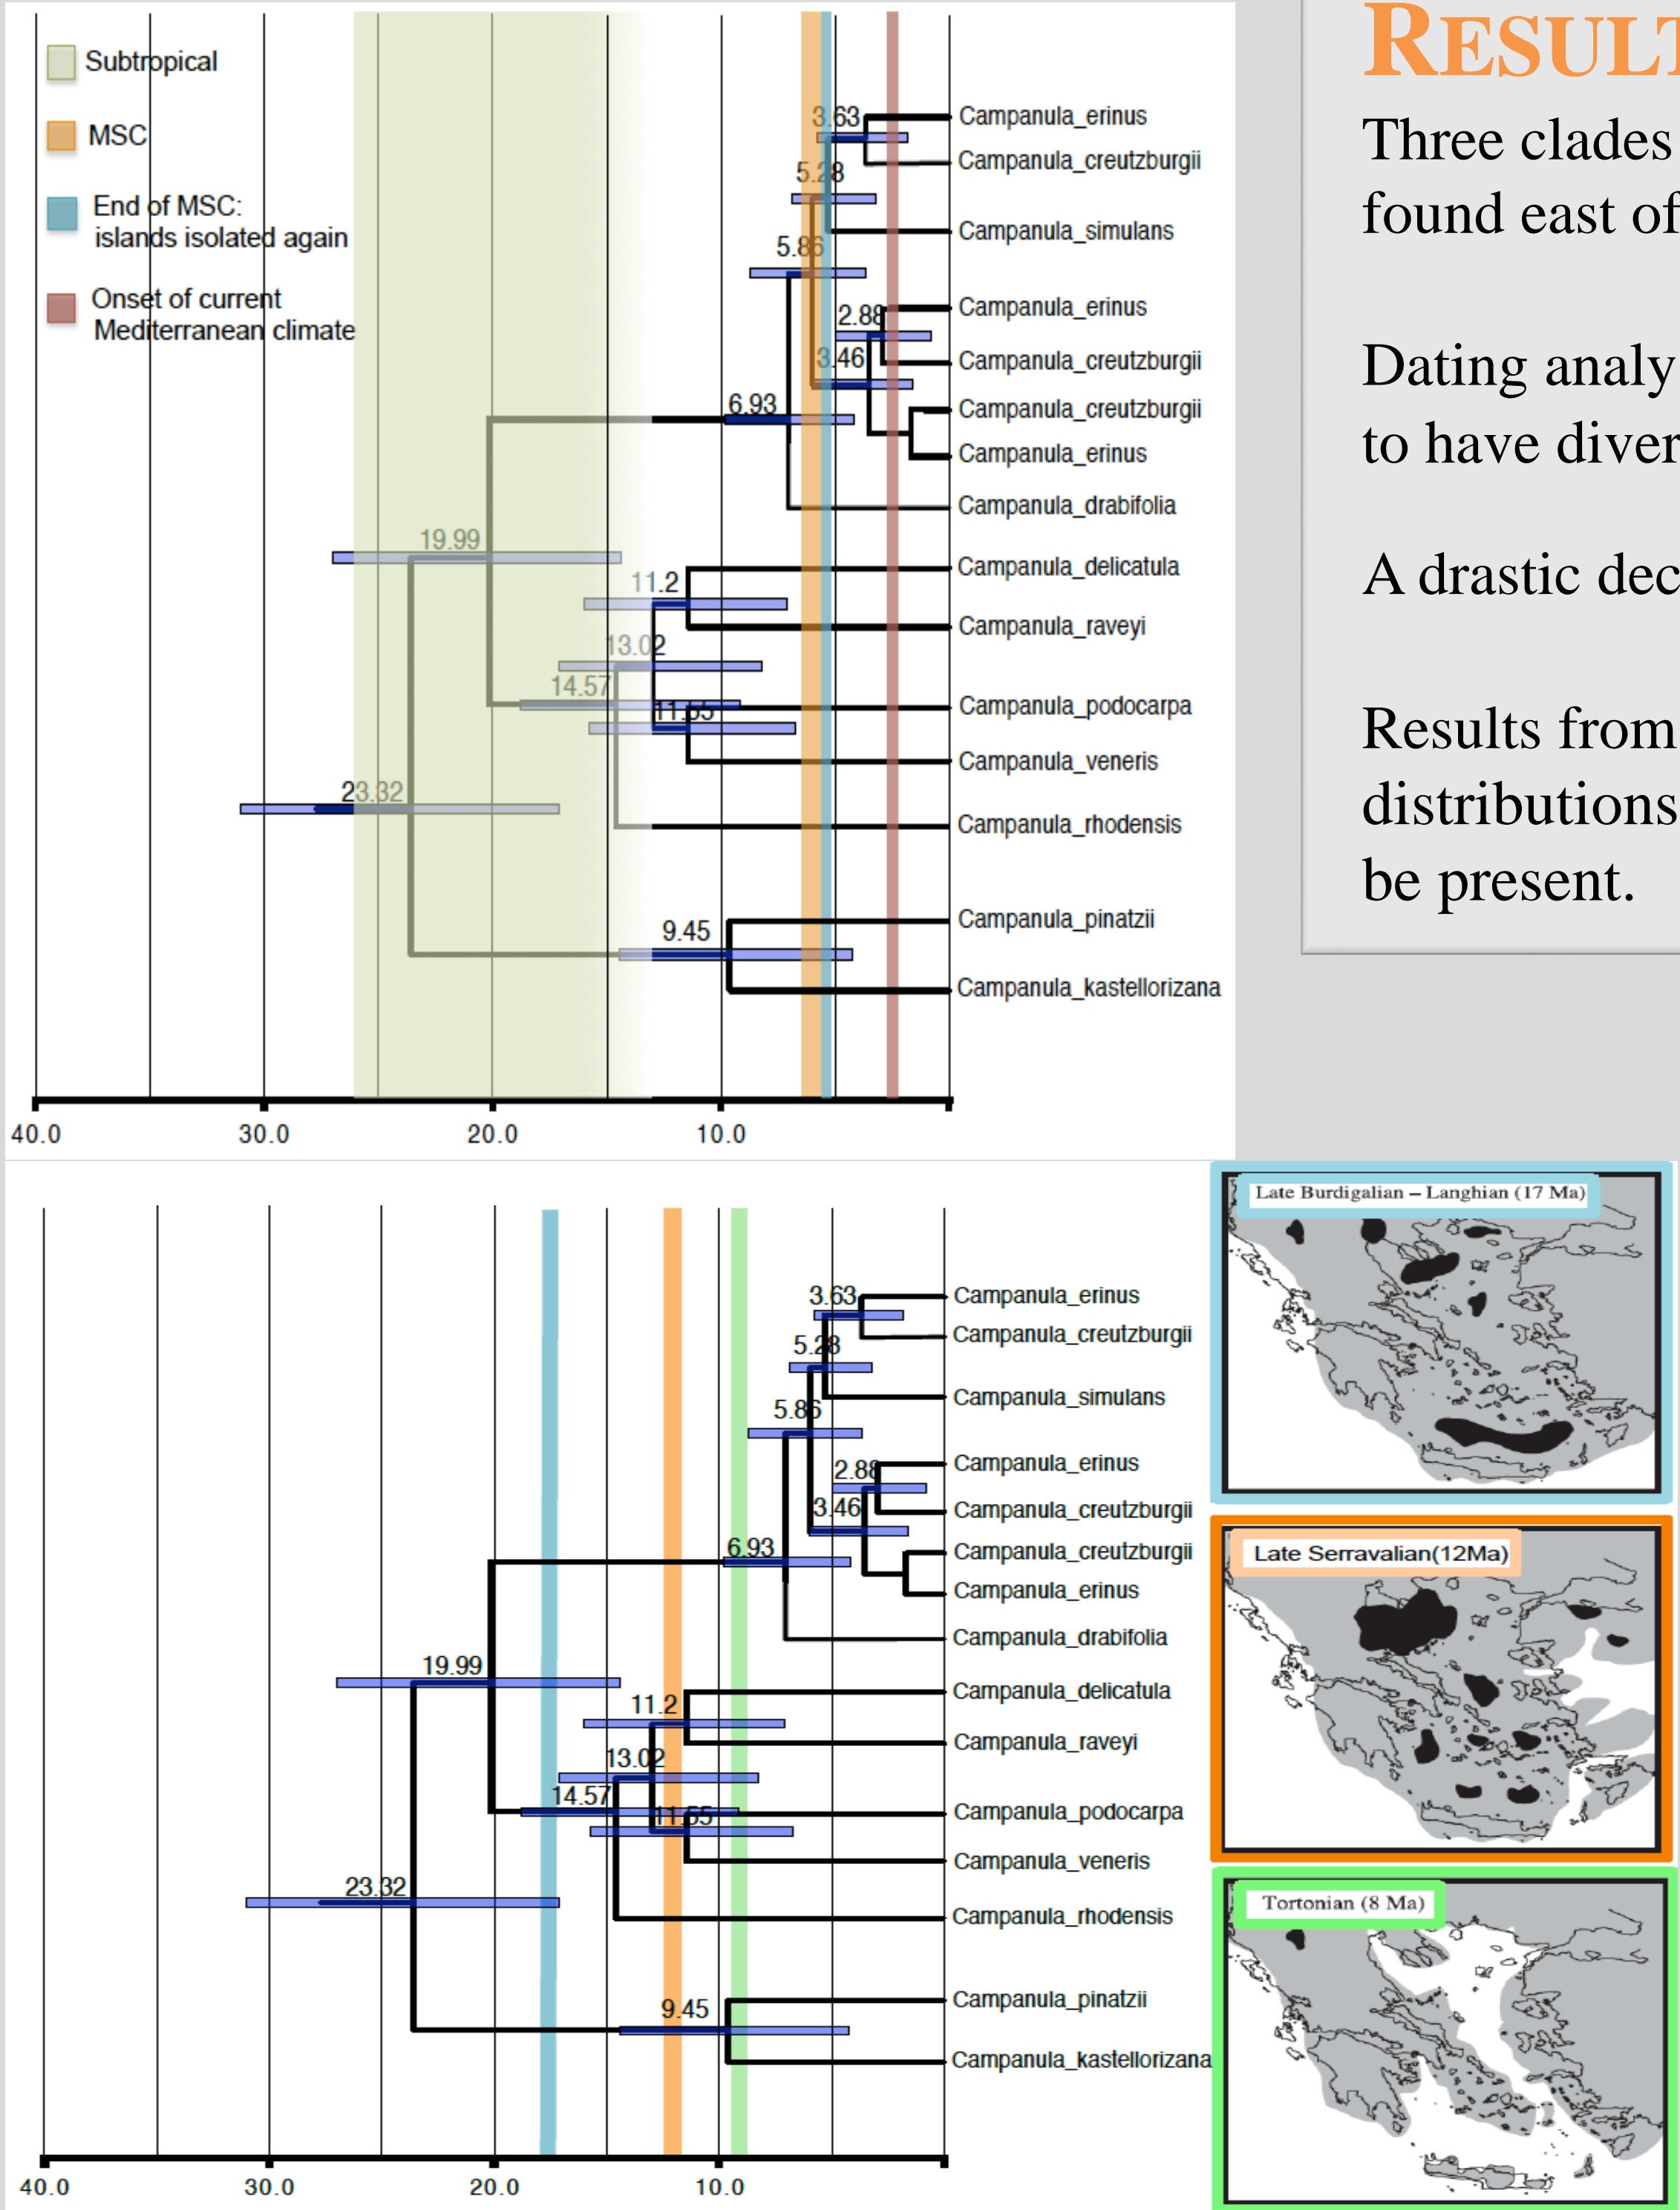 Subtropical
MSC
End of MSC:
islands isolated again
Onset of current
Mediterranean climate
3.63
5.28
5.86
2.88
3.46
6.93
19.99
11.2
13.02
14.57
11.55
23.32
9.45
Campanula_erinus
Campanula_creutzburgii
Campanula_simulans
Campanula_erinus
Campanula_creutzburgii
Campanula_creutzburgii
Campanula_erinus
Campanula_drabifolia
Campanula_delicatula
Campanula_raveyi
Campanula_podocarpa
Campanula_veneris
Campanula_rhodensis
Campanula_pinatzii
Campanula_kastellorizana
40.0 30.0 20.0 10.0
RESULT
Three clades
found east of
Dating analy
to have diver
A drastic dec
Results from
distributions
be present.
3.63
5.28
5.86
2.88
3.46
6.93
19.99
11.2
13.02
14.57
11.55
23.32
9.45
Campanula_erinus
Campanula_creutzburgii
Campanula_simulans
Campanula_erinus
Campanula_creutzburgii
Campanula_creutzburgii
Campanula_erinus
Campanula_drabifolia
Campanula_delicatula
Campanula_raveyi
Campanula_podocarpa
Campanula_veneris
Campanula_rhodensis
Campanula_pinatzii
Campanula_kastellorizana
40.0 30.0 20.0 10.0
Late Burdigalian – Langhian (17 Ma)
Late Serravalian(12Ma)
Tortonian (8 Ma)